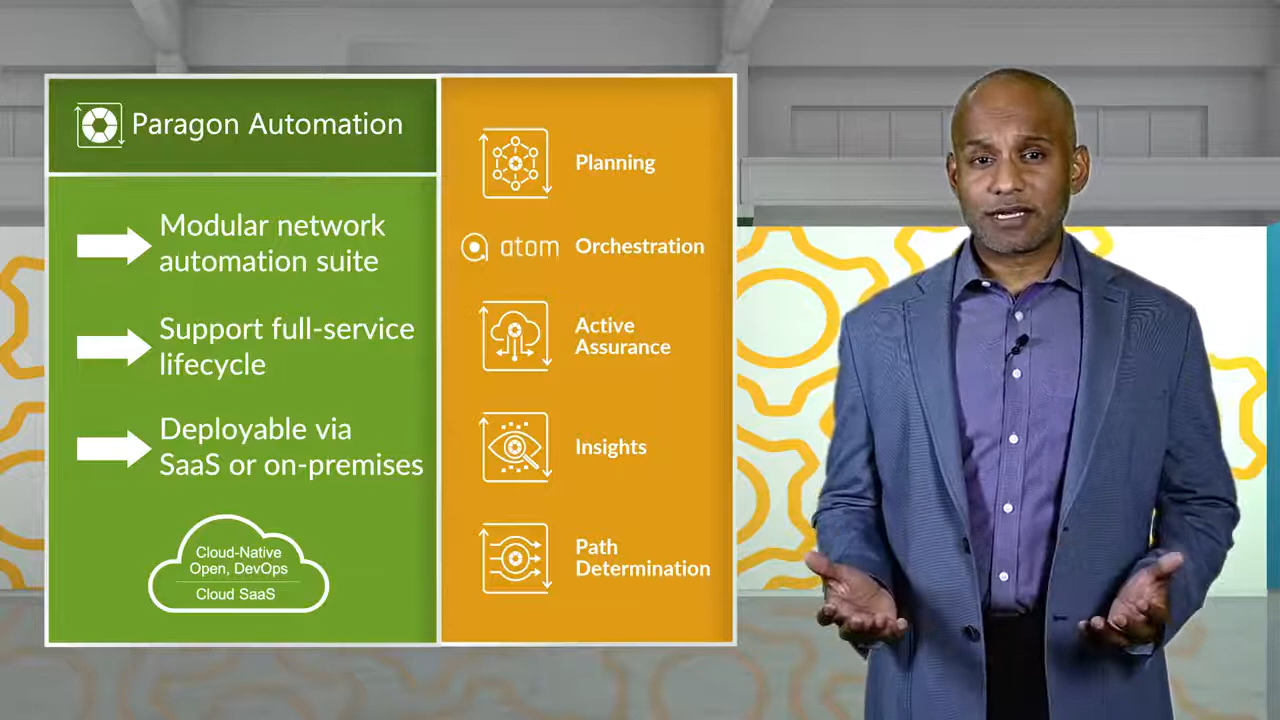 Paragon Automation
Modular network
automation suite
Support full-service
lifecycle
Deployable via
SaaS or on-premises
Cloud-Native
Open, DevOps
Cloud SaaS
Planning
atom Orchestration
Active
Assurance
Insights
Path
Determination